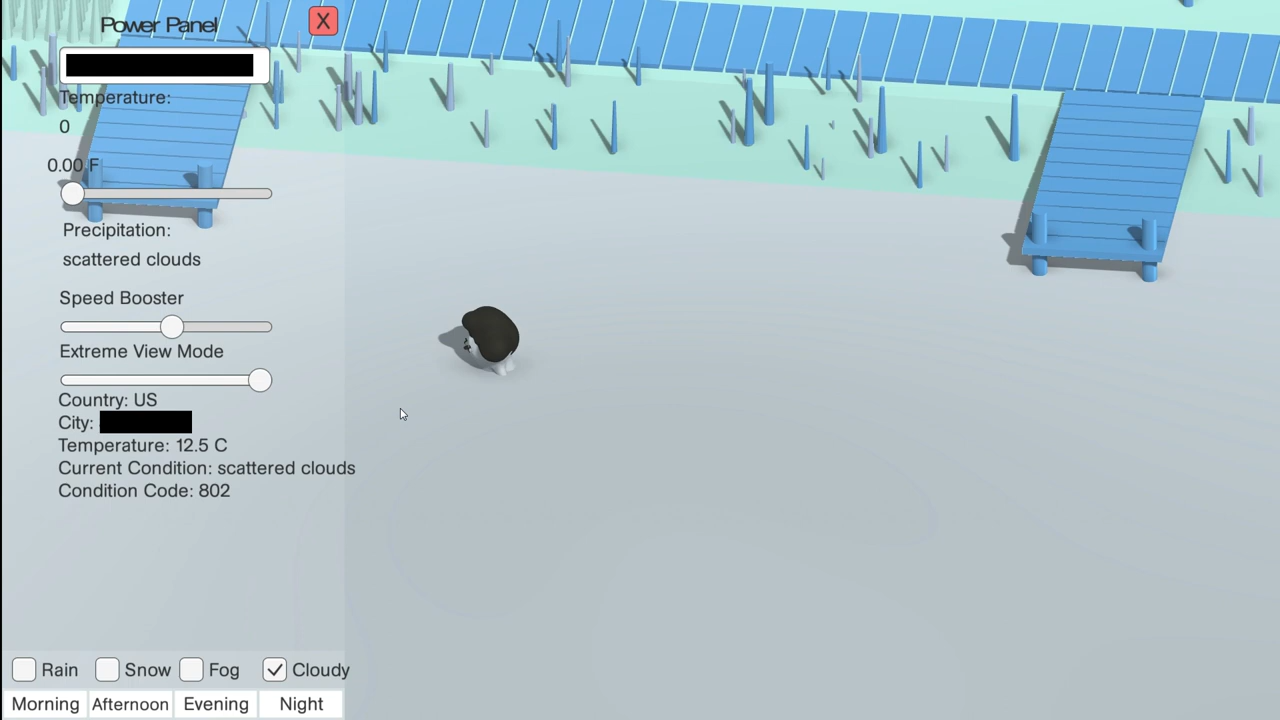 Power Panel
X
Temperature:
0
0.00 F
Precipitation:
scattered clouds
Speed Booster
Extreme View Mode
Country: US
City:
Temperature: 12.5 C
Current Condition: scattered clouds
Condition Code: 802
Rain Snow Fog Cloudy
Morning Afternoon Evening Night